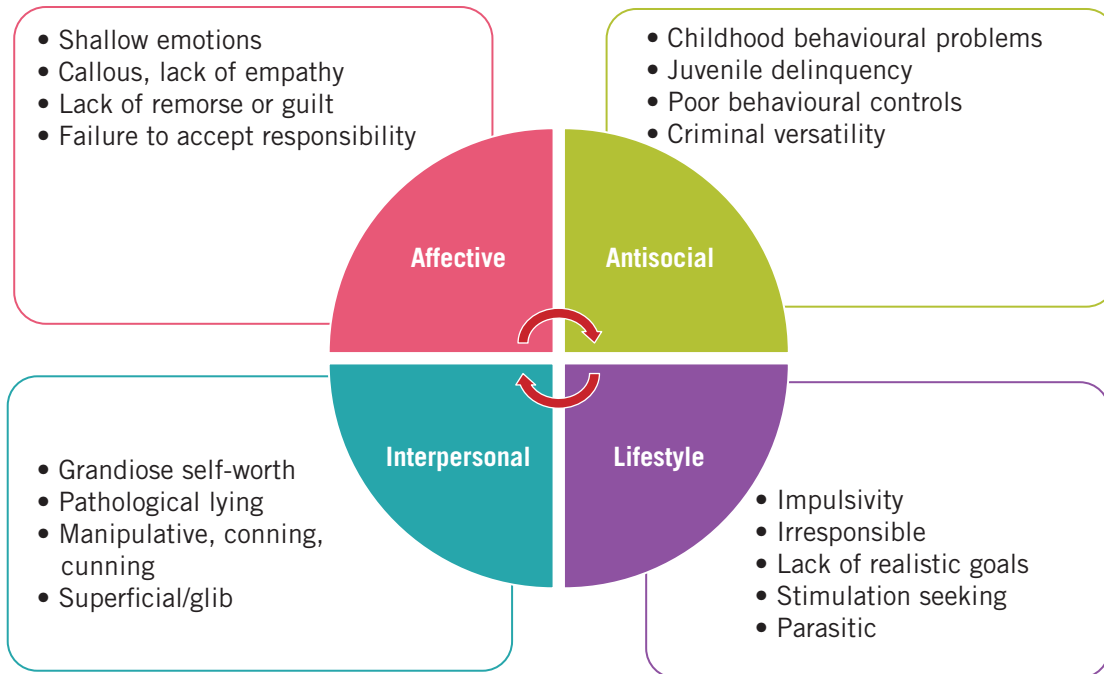 • Shallow emotions
• Callous, lack of empathy
• Lack of remorse or guilt
• Failure to accept responsibility
• Childhood behavioural problems
• Juvenile delinquency
• Poor behavioural controls
• Criminal versatility
Affective
Antisocial
Interpersonal
Lifestyle
• Grandiose self-worth
• Pathological lying
• Manipulative, conning,
cunning
• Superficial/glib
• Impulsivity
• Irresponsible
• Lack of realistic goals
• Stimulation seeking
• Parasitic